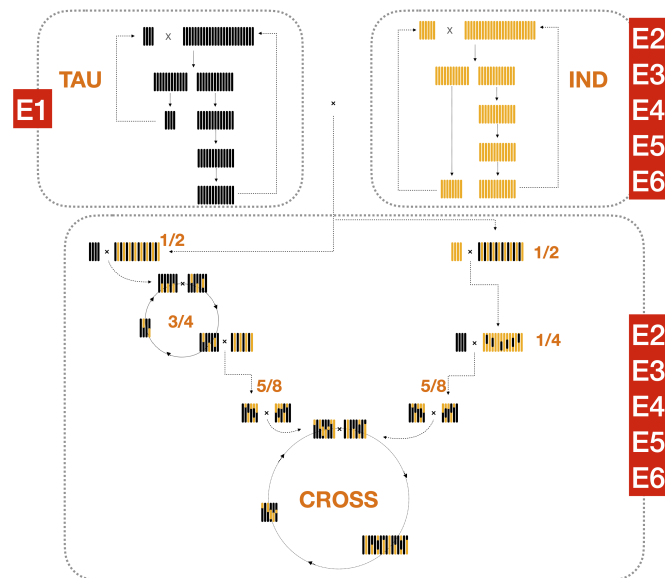 X
X
TAU
IND
E1
E2
E3
E4
E5
E6
×
1/2
×
×
1/2
×
3/4
×
×
1/4
5/8
5/8
×
×
×
CROSS
E2
E3
E4
E5
E6